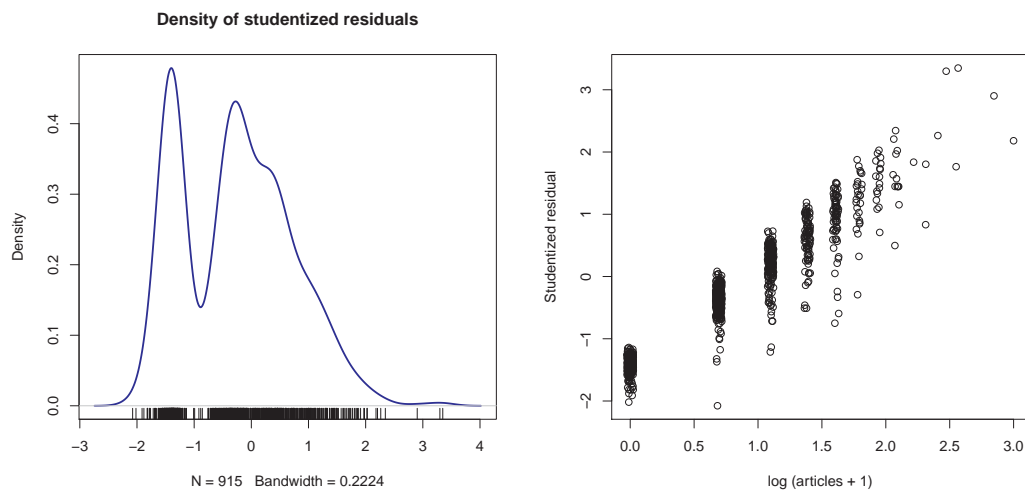 Density of studentized residuals
Density
0.0
0.1
0.2
0.3
0.4
−3 −2 −1 0 1 2 3 4
N = 915 Bandwidth = 0.2224
Studentized residual
3
2
1
0
−1
−2
0.0 0.5 1.0 1.5 2.0 2.5 3.0
log (articles + 1)